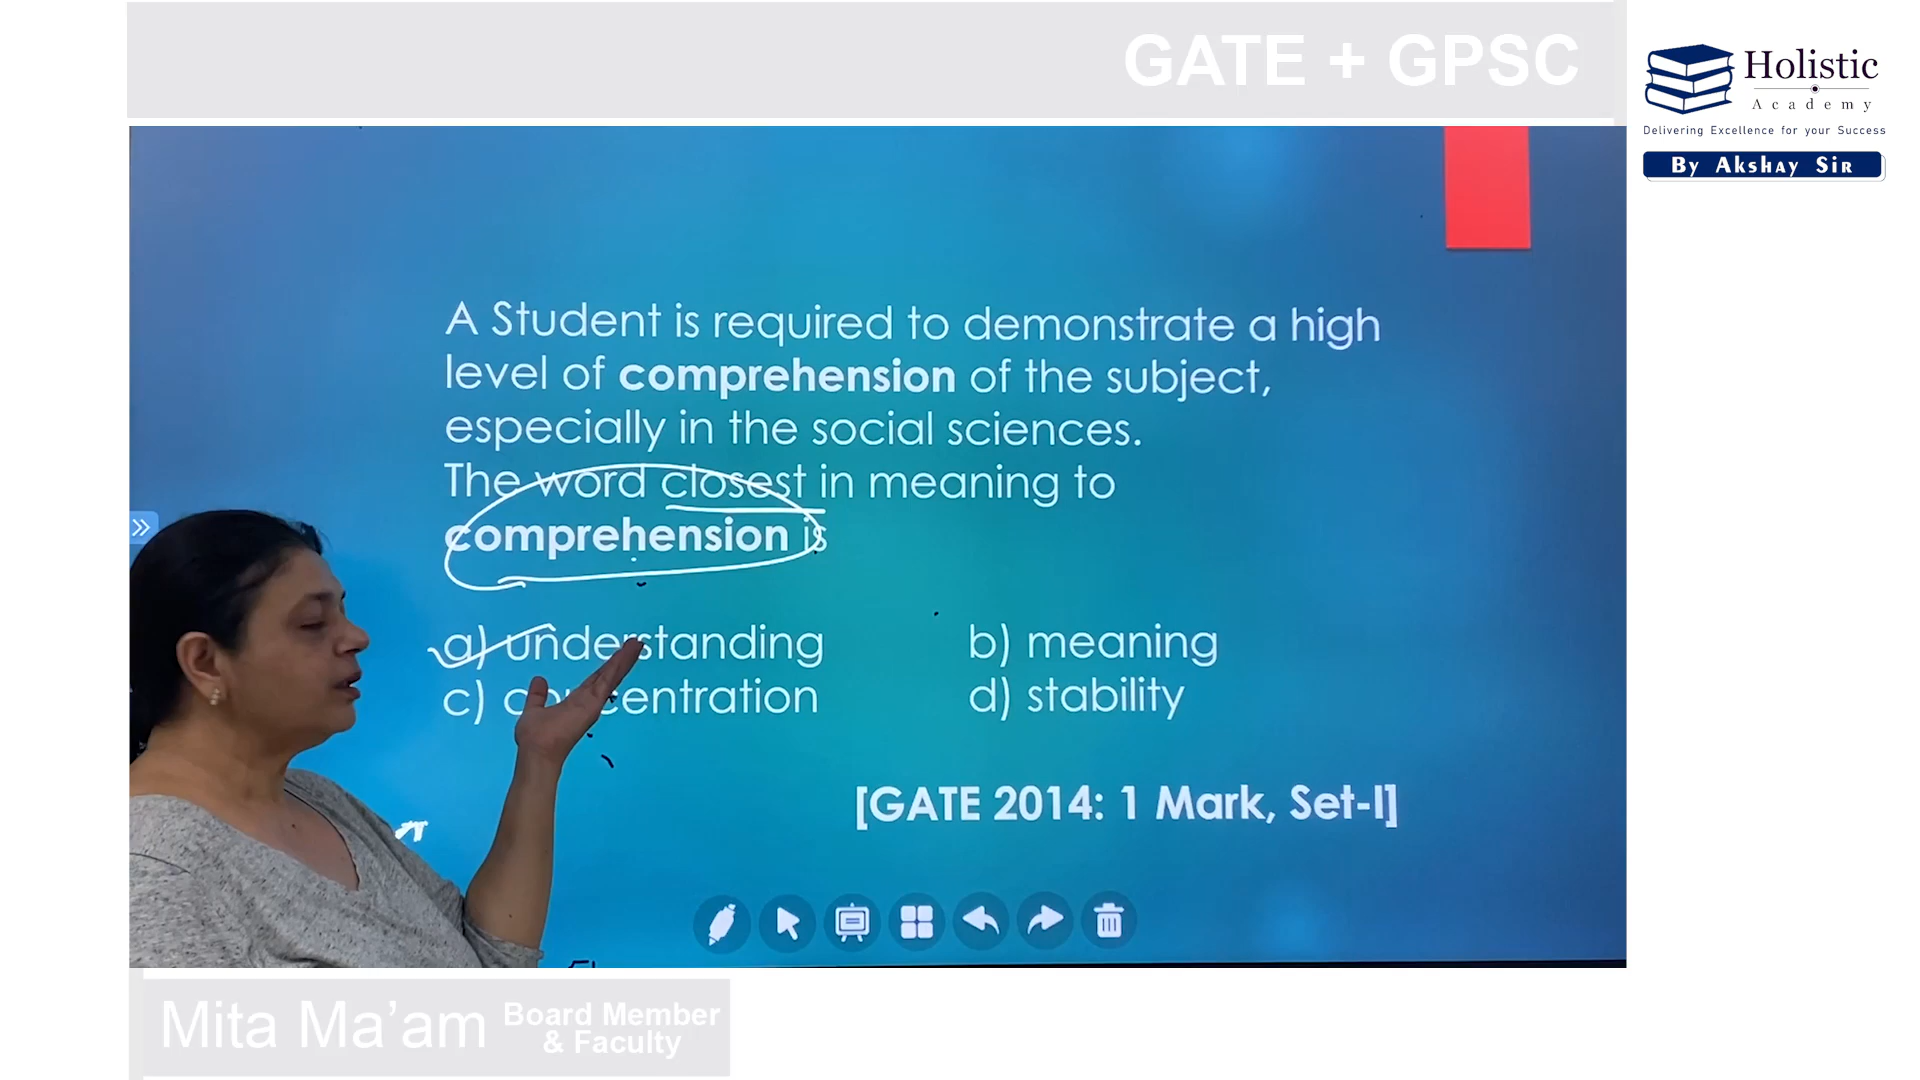 GATE + GPSC
Holistic
Academy
Delivering Excellence for your Success
By Akshay Sir
A Student is required to demonstrate a high
level of comprehension of the subject,
especially in the social sciences.
The word closest in meaning to
comprehension is
a) understanding b) meaning
c) concentration d) stability
[GATE 2014: 1 Mark, Set-I]
Mita Ma’am
Board Member
& Faculty